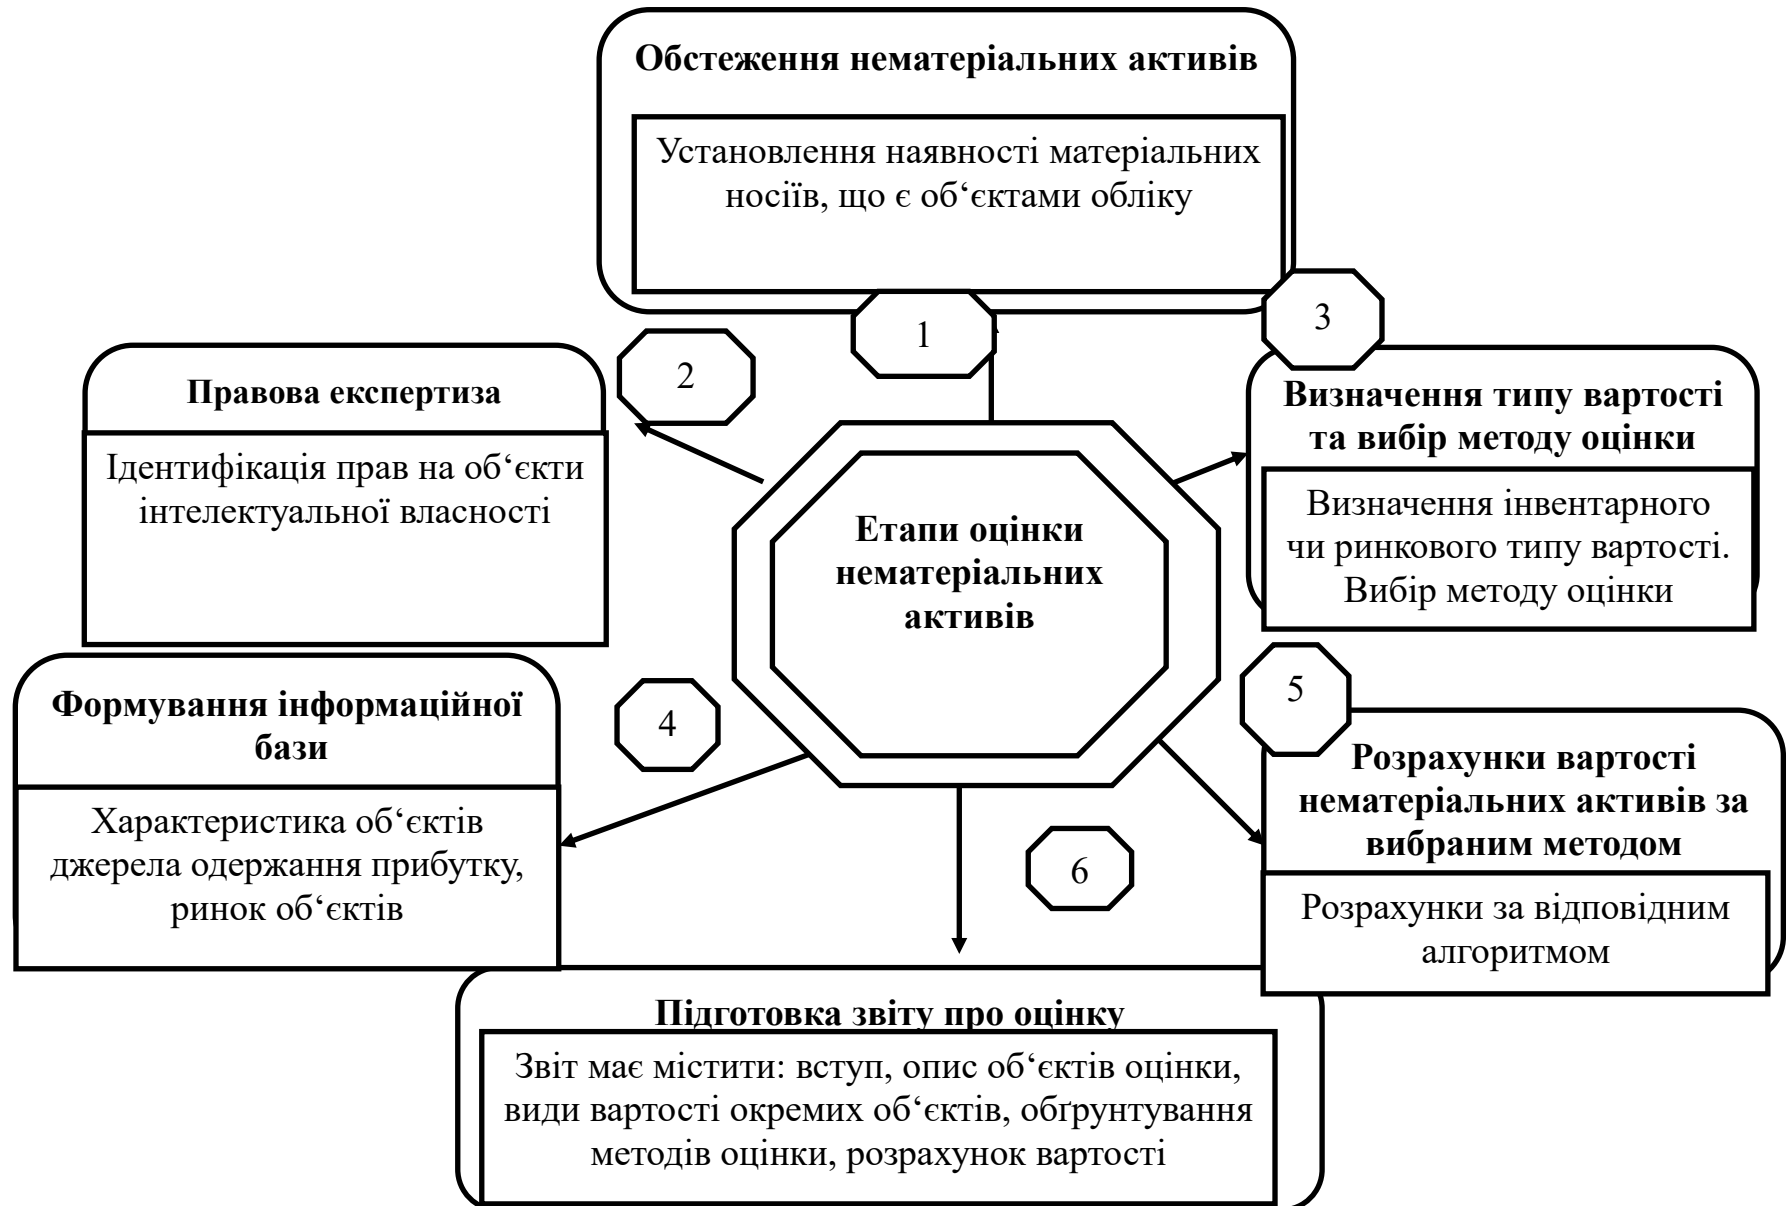 Обстеження нематеріальних активів
Установлення наявності матеріальних
носіїв, що є об‘єктами обліку
1
2
3
Правова експертиза
Ідентифікація прав на об‘єкти
інтелектуальної власності
Визначення типу вартості
та вибір методу оцінки
Визначення інвентарного
чи ринкового типу вартості.
Вибір методу оцінки
Етапи оцінки
нематеріальних
активів
4
Формування інформаційної
бази
Характеристика об‘єктів
джерела одержання прибутку,
ринок об‘єктів
5
Розрахунки вартості
нематеріальних активів за
вибраним методом
Розрахунки за відповідним
алгоритмом
6
Підготовка звіту про оцінку
Звіт має містити: вступ, опис об‘єктів оцінки,
види вартості окремих об‘єктів, обґрунтування
методів оцінки, розрахунок вартості